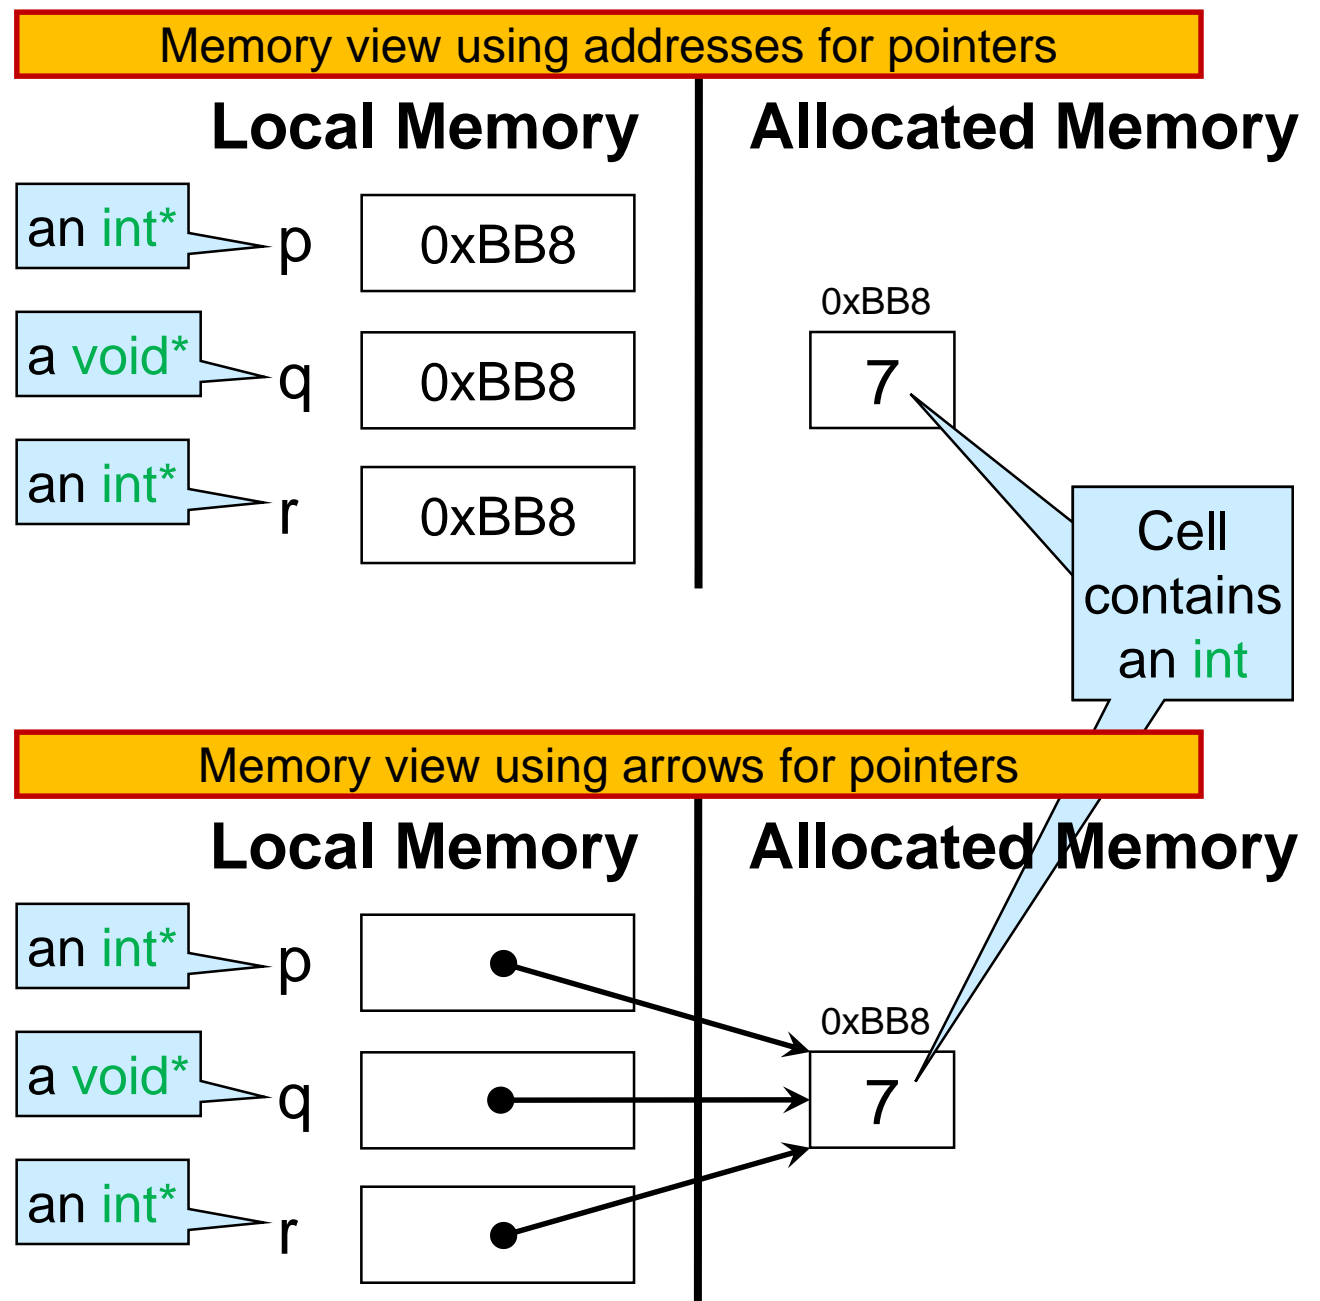 Memory view using addresses for pointers
Local Memory
Allocated Memory
an int*
p
0xBB8
0xBB8
7
a void*
q
0xBB8
an int*
r
0xBB8
Cell
contains
an int
Memory view using arrows for pointers
Local Memory
Allocated Memory
an int*
p
0xBB8
7
a void*
q
an int*
r